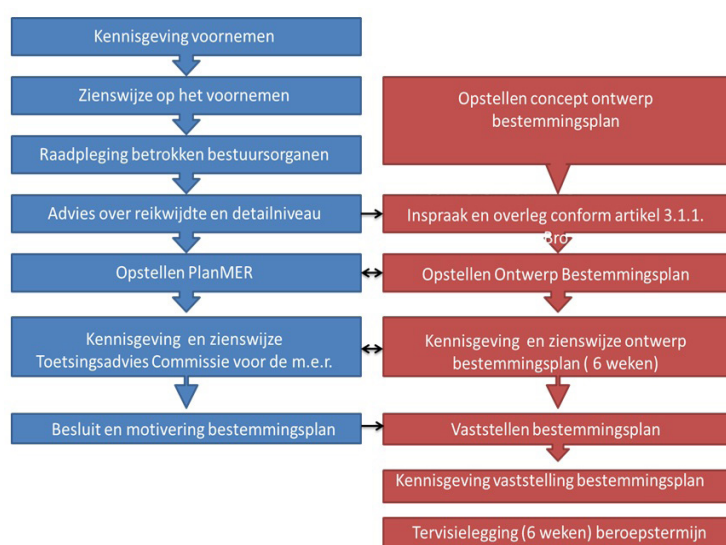 Kennisgeving voornemen
Zienswijze op het voornemen
Raadpleging betrokken bestuursorganen
Advies over reikwijdte en detailniveau
Opstellen PlanMER
Kennisgeving en zienswijze
Toetsingsadvies Commissie voor de m.e.r.
Besluit en motivering bestemmingsplan
Opstellen concept ontwerp
bestemmingsplan
Inspraak en overleg conform artikel 3.1.1.
Bro
Opstellen Ontwerp Bestemmingsplan
Kennisgeving en zienswijze ontwerp
bestemmingsplan ( 6 weken)
Vaststellen bestemmingsplan
Kennisgeving vaststelling bestemmingsplan
Tervisielegging (6 weken) beroepstermijn